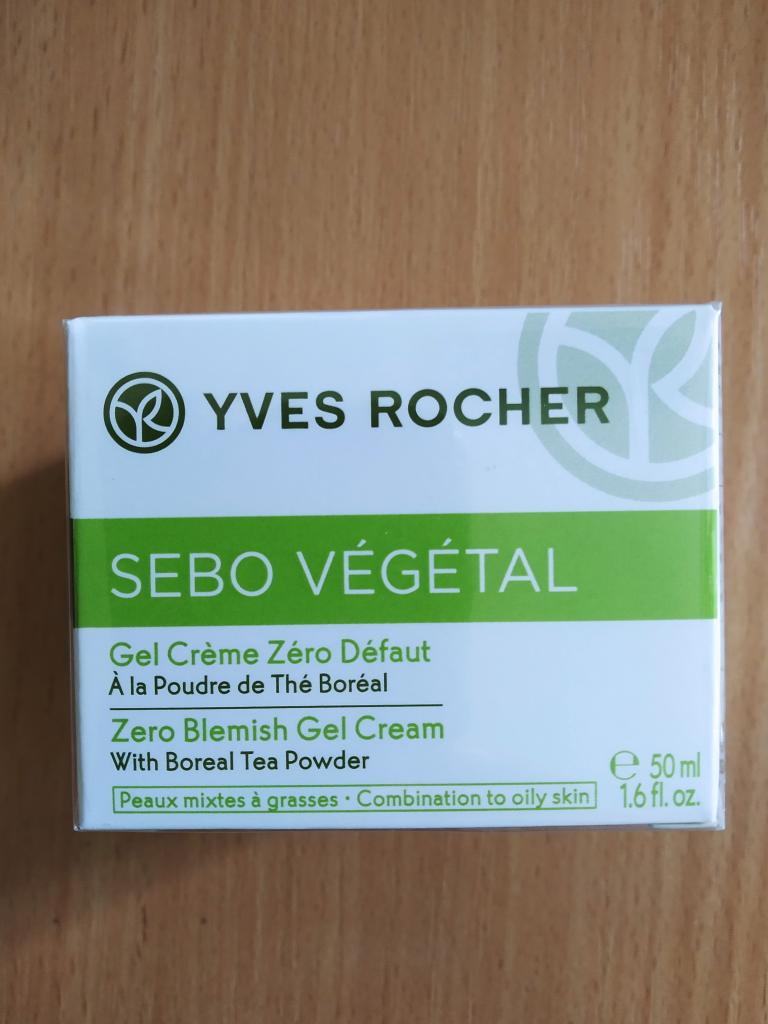 YVES ROCHER
SEBO VÉGÉTAL
Gel Crème Zéro Défaut
À la Poudre de Thé Boréal
Zero Blemish Gel Cream
With Boreal Tea Powder
Peaux mixtes à grasses · Combination to oily skin
℮ 50 ml
1.6 fl. oz.